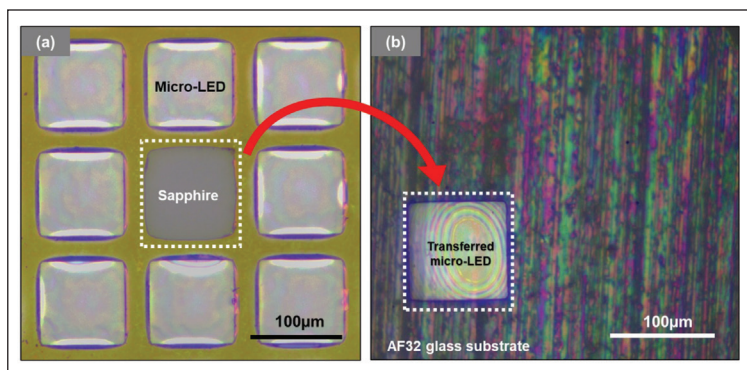 (a)
Micro-LED
Sapphire
100µm
(b)
Transferred
micro-LED
AF32 glass substrate
100µm